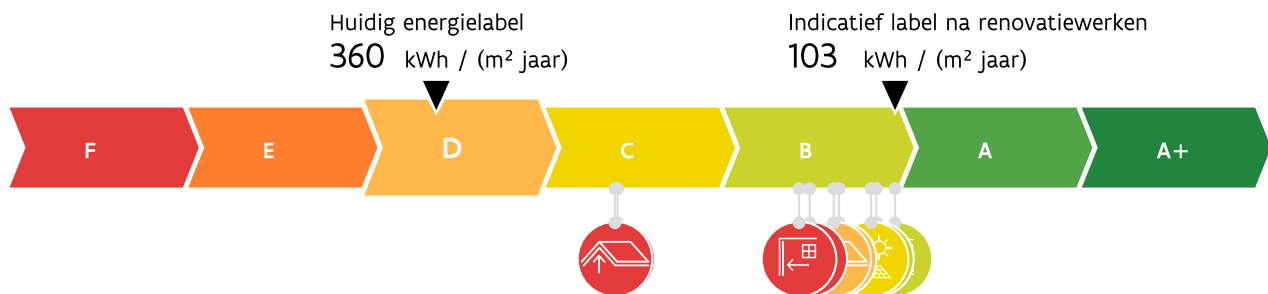 Huidig energielabel
360 kWh / (m² jaar)
Indicatief label na renovatiewerken
103 kWh / (m² jaar)
F E D C B A A+